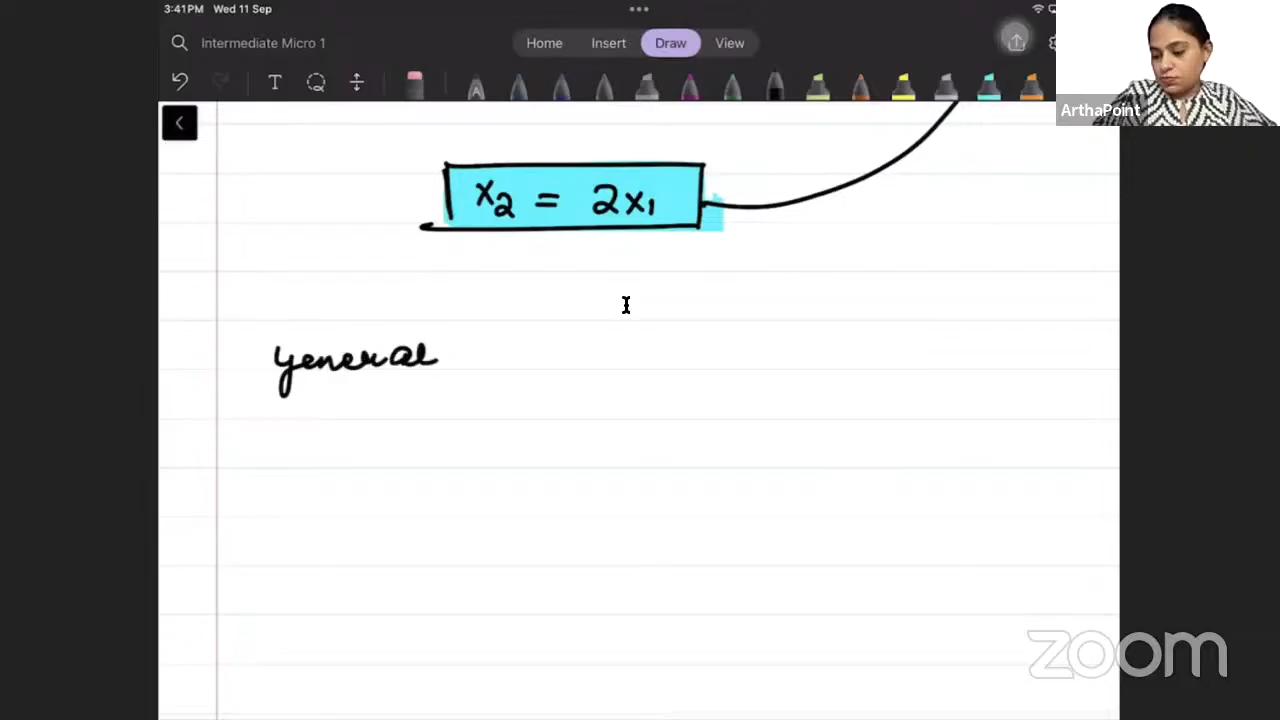 3:41PM Wed 11 Sep
Intermediate Micro 1
Home Insert Draw View
ArthaPoint
x₂ = 2x₁
general
zoom